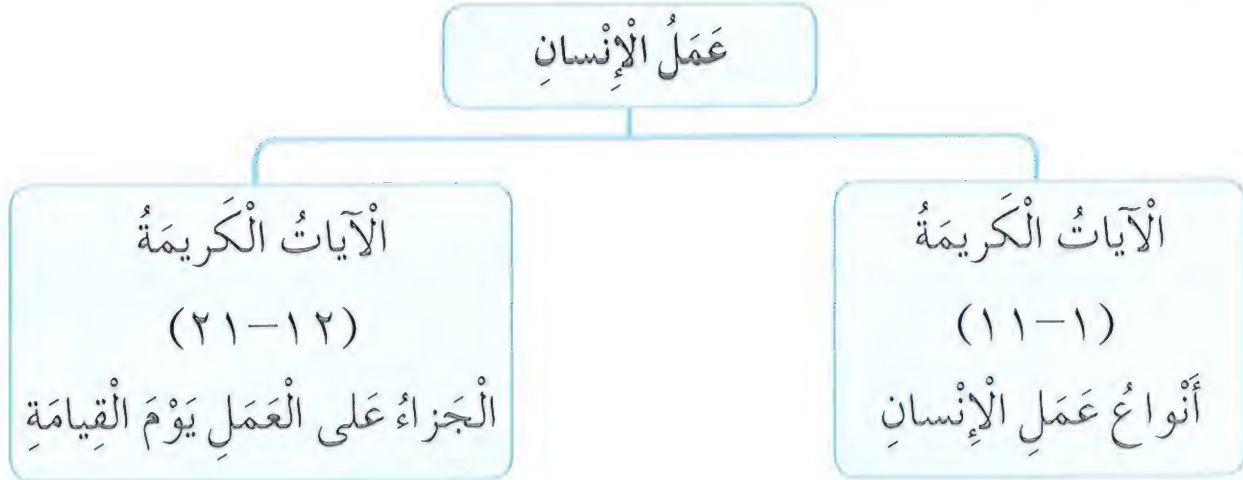 عَمَلُ الْإِنْسانِ
الْآياتُ الْكَريمَةُ
(١-١١)
أَنْواعُ عَمَلِ الْإِنْسانِ
الْآياتُ الْكَريمَةُ
(١٢-٢١)
الْجَزاءُ عَلى الْعَمَلِ يَوْمَ الْقِيامَةِ